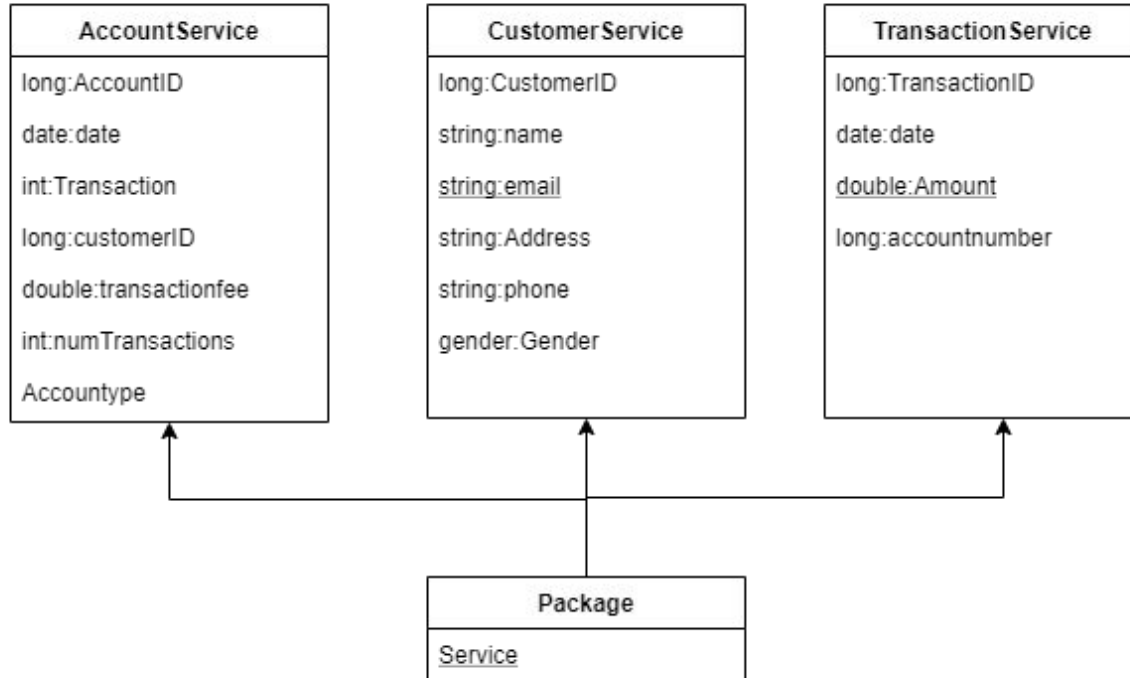 AccountService
long:AccountID
date:date
int:Transaction
long:customerID
double:transactionfee
int:numTransactions
Accountype
CustomerService
long:CustomerID
string:name
string:email
string:Address
string:phone
gender:Gender
TransactionService
long:TransactionID
date:date
double:Amount
long:accountnumber
Package
Service